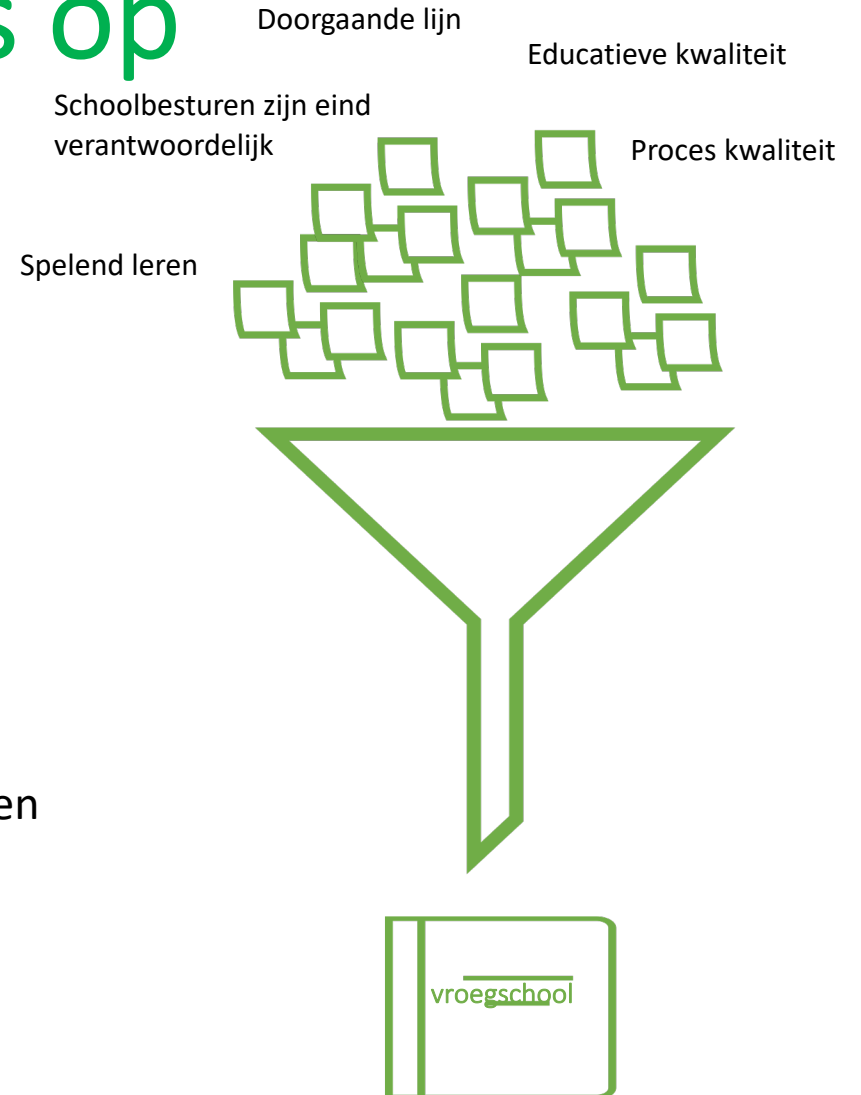 s op
Doorgaande lijn
Educatieve kwaliteit
Schoolbesturen zijn eind
verantwoordelijk
Proces kwaliteit
Spelend leren
en
vroegschool